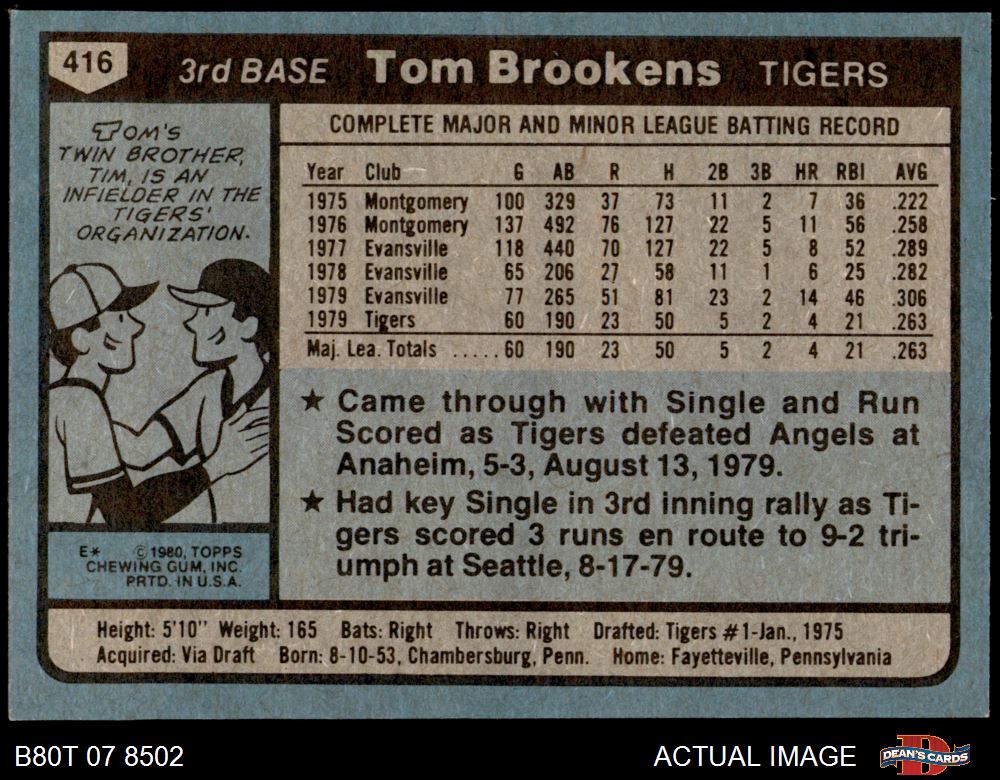 416 3rd BASE Tom Brookens TIGERS
TOM'S
TWIN BROTHER,
TIM, IS AN
INFIELDER IN THE
TIGERS'
ORGANIZATION.
COMPLETE MAJOR AND MINOR LEAGUE BATTING RECORD
Year Club G AB R H 2B 3B HR RBI AVG
1975 Montgomery 100 329 37 73 11 2 7 36 .222
1976 Montgomery 137 492 76 127 22 5 11 56 .258
1977 Evansville 118 440 70 127 22 5 8 52 .289
1978 Evansville 65 206 27 58 11 1 6 25 .282
1979 Evansville 77 265 51 81 23 2 14 46 .306
1979 Tigers 60 190 23 50 5 2 4 21 .263
Maj. Lea. Totals .....60 190 23 50 5 2 4 21 .263
★ Came through with Single and Run
Scored as Tigers defeated Angels at
Anaheim, 5-3, August 13, 1979.
★ Had key Single in 3rd inning rally as Ti-
gers scored 3 runs en route to 9-2 tri-
umph at Seattle, 8-17-79.
E* © 1980, TOPPS
CHEWING GUM, INC.
PRTD. IN U.S.A.
Height: 5'10" Weight: 165 Bats: Right Throws: Right Drafted: Tigers #1-Jan., 1975
Acquired: Via Draft Born: 8-10-53, Chambersburg, Penn. Home: Fayetteville, Pennsylvania
B80T 07 8502 ACTUAL IMAGE DEAN'S CARDS